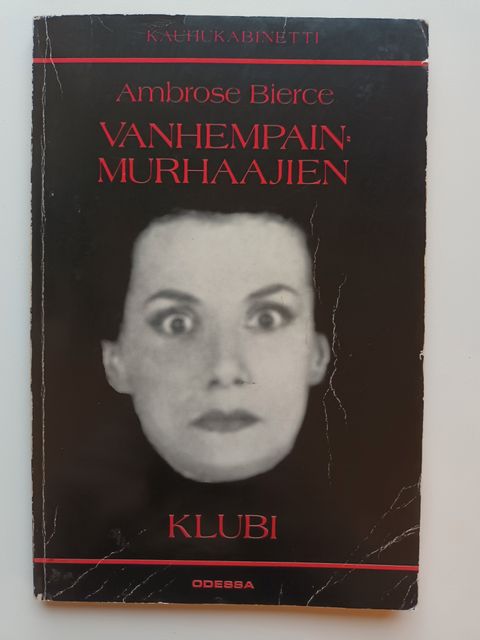 KAUHUKABINETTI
Ambrose Bierce
VANHEMPAIN-
MURHAAJIEN
KLUBI
ODESSA